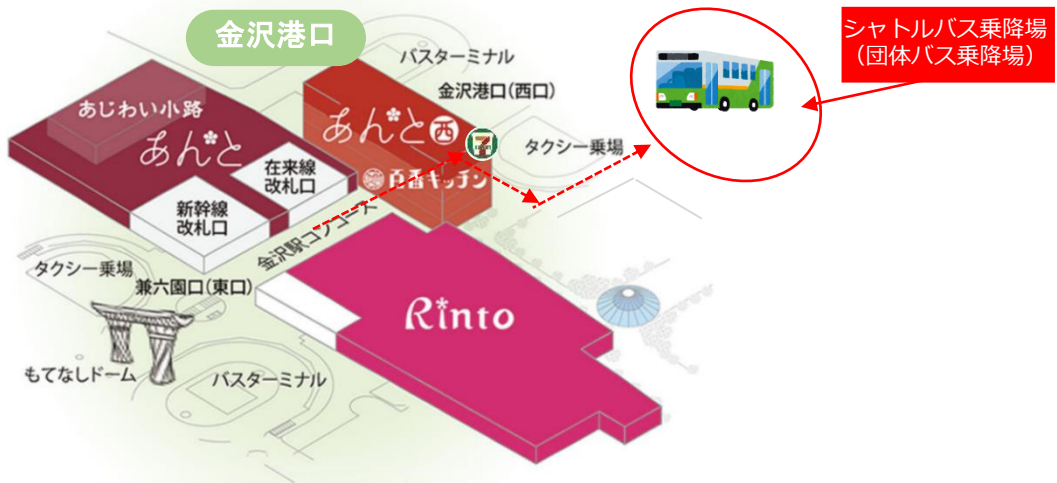 金沢港口
シャトルバス乗降場
（団体バス乗降場）
バスターミナル
金沢港口(西口)
あじわい小路
あんと
あんと西
タクシー乗場
在来線
改札口
百番キッチン
新幹線
改札口
金沢駅コンコース
タクシー乗場
兼六園口(東口)
Rinto
もてなしドーム
バスターミナル